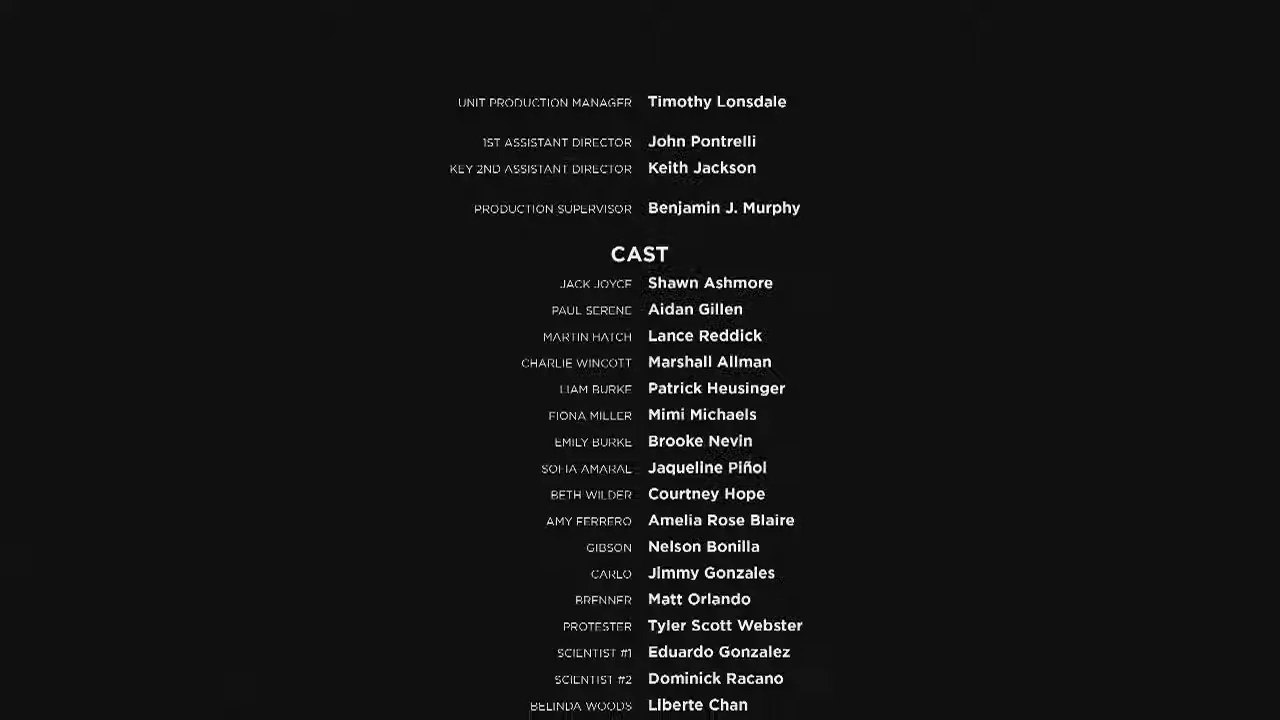 UNIT PRODUCTION MANAGER Timothy Lonsdale
1ST ASSISTANT DIRECTOR John Pontrelli
KEY 2ND ASSISTANT DIRECTOR Keith Jackson
PRODUCTION SUPERVISOR Benjamin J. Murphy
CAST
JACK JOYCE Shawn Ashmore
PAUL SERENE Aidan Gillen
MARTIN HATCH Lance Reddick
CHARLIE WINCOTT Marshall Allman
LIAM BURKE Patrick Heusinger
FIONA MILLER Mimi Michaels
EMILY BURKE Brooke Nevin
SOFIA AMARAL Jaqueline Piñol
BETH WILDER Courtney Hope
AMY FERRERO Amelia Rose Blaire
GIBSON Nelson Bonilla
CARLO Jimmy Gonzales
BRENNER Matt Orlando
PROTESTER Tyler Scott Webster
SCIENTIST #1 Eduardo Gonzalez
SCIENTIST #2 Dominick Racano
BELINDA WOODS Liberte Chan